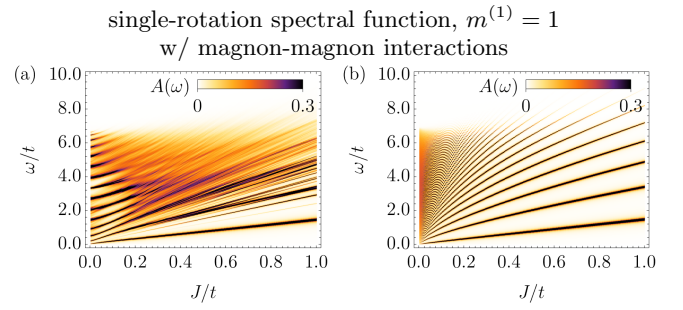 single-rotation spectral function, m^(1) = 1
w/ magnon-magnon interactions
(a)
A(ω)
0 0.3
10.0
8.0
6.0
4.0
2.0
0.0
ω/t
0.0 0.2 0.4 0.6 0.8 1.0
J/t
(b)
A(ω)
0 0.3
10.0
8.0
6.0
4.0
2.0
0.0
ω/t
0.0 0.2 0.4 0.6 0.8 1.0
J/t